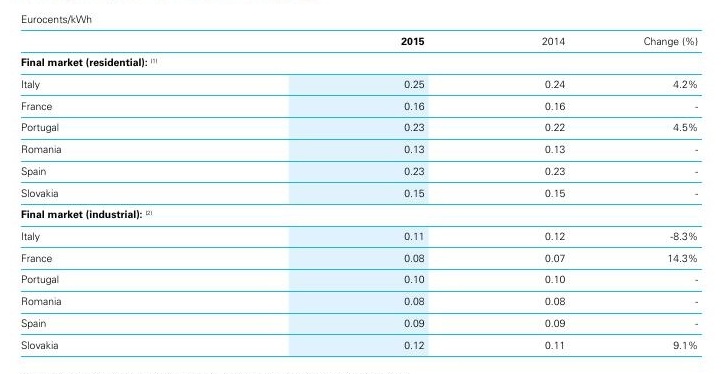 Eurocents/kWh
2015 2014 Change (%)
Final market (residential): (1)
Italy 0.25 0.24 4.2%
France 0.16 0.16 -
Portugal 0.23 0.22 4.5%
Romania 0.13 0.13 -
Spain 0.23 0.23 -
Slovakia 0.15 0.15 -
Final market (industrial): (2)
Italy 0.11 0.12 -8.3%
France 0.08 0.07 14.3%
Portugal 0.10 0.10 -
Romania 0.08 0.08 -
Spain 0.09 0.09 -
Slovakia 0.12 0.11 9.1%